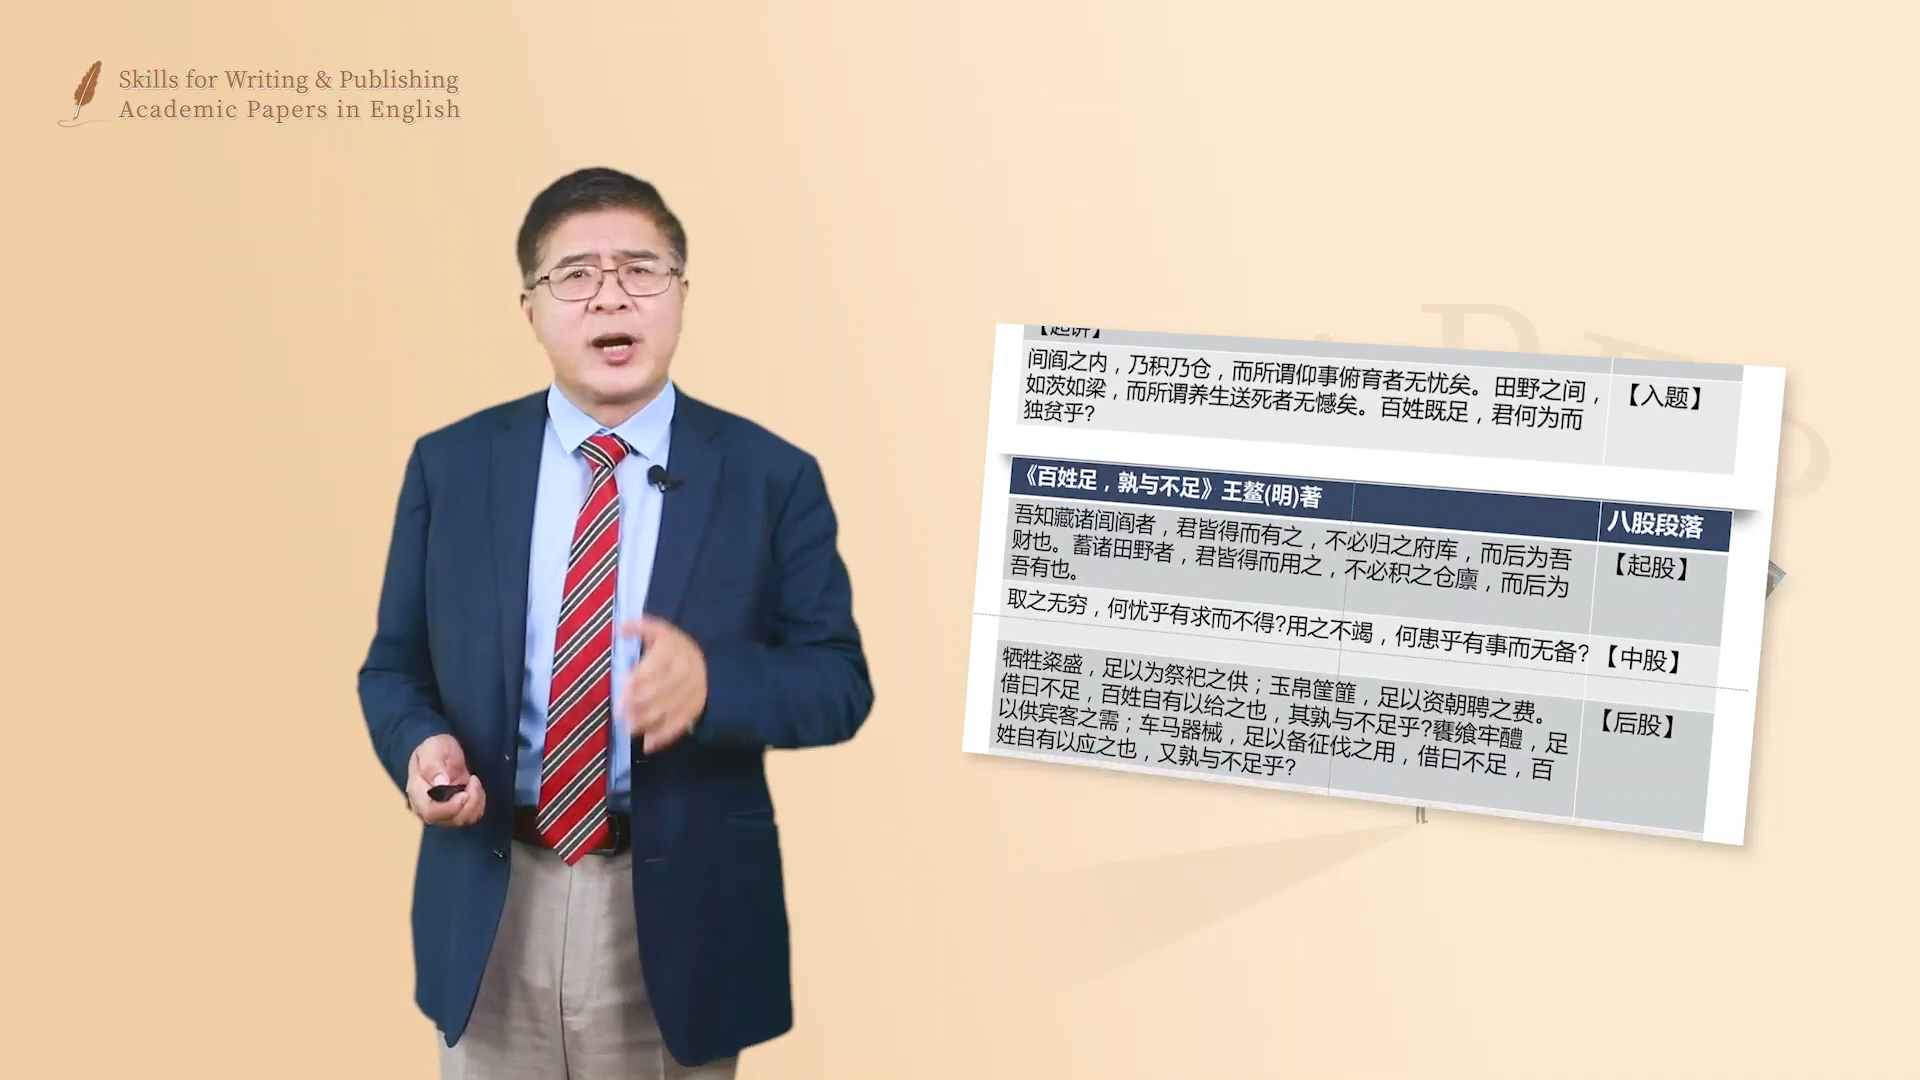 Skills for Writing & Publishing
Academic Papers in English
【起讲】
间阎之内，乃积乃仓，而所谓仰事俯育者无忧矣。田野之间，
如茨如梁，而所谓养生送死者无憾矣。百姓既足，君何为而
独贫乎?
【入题】
《百姓足，孰与不足》王鳌(明)著
八股段落
吾知藏诸闾阎者，君皆得而有之，不必归之府库，而后为吾
财也。蓄诸田野者，君皆得而用之，不必积之仓廪，而后为
吾有也。
【起股】
取之无穷，何忧乎有求而不得?用之不竭，何患乎有事而无备?
【中股】
牺牲粢盛，足以为祭祀之供；玉帛筐篚，足以资朝聘之费。
借曰不足，百姓自有以给之也，其孰与不足乎?饔飧牢醴，足
以供宾客之需；车马器械，足以备征伐之用，借曰不足，百
姓自有以应之也，又孰与不足乎?
【后股】